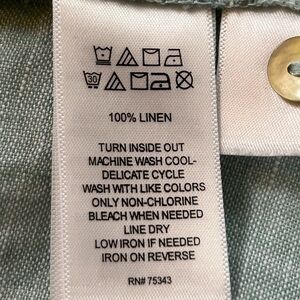 30
100% LINEN
TURN INSIDE OUT
MACHINE WASH COOL-
DELICATE CYCLE
WASH WITH LIKE COLORS
ONLY NON-CHLORINE
BLEACH WHEN NEEDED
LINE DRY
LOW IRON IF NEEDED
IRON ON REVERSE
RN# 75343